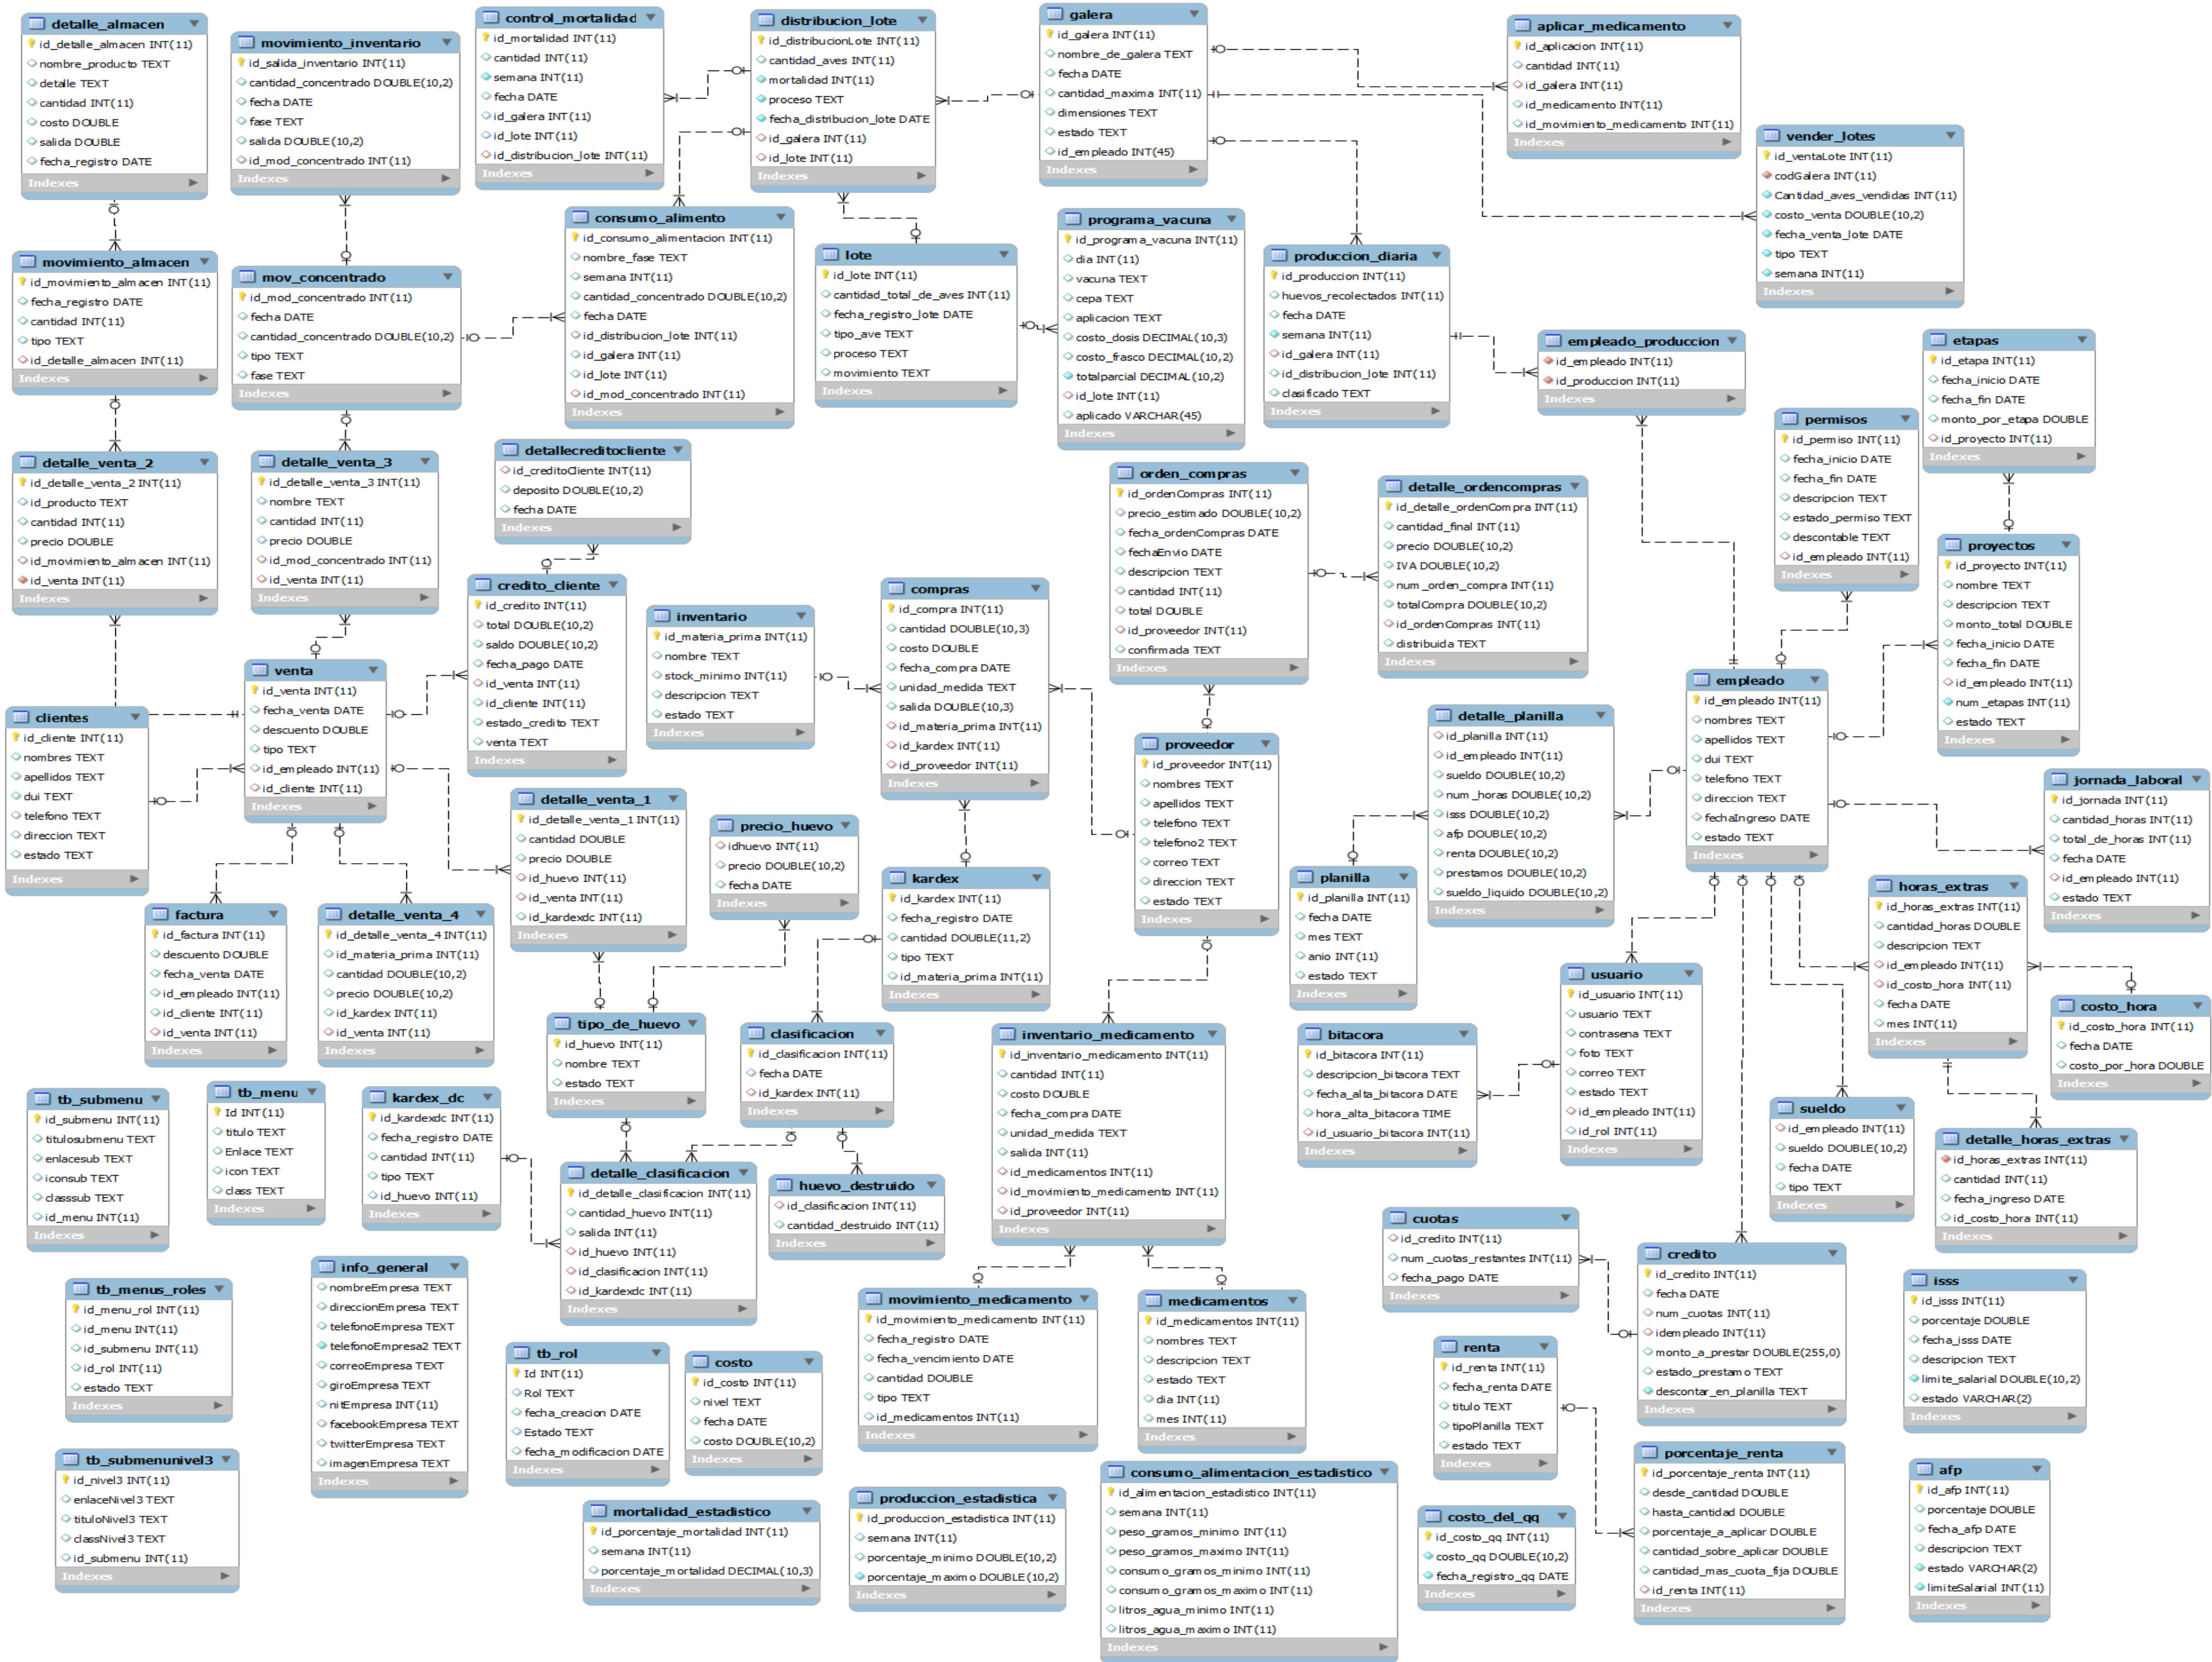 detalle_almacen
id_detalle_almacen INT(11)
nombre_producto TEXT
detalle TEXT
cantidad INT(11)
costo DOUBLE
salida DOUBLE
fecha_registro DATE
Indexes
movimiento_inventario
id_salida_inventario INT(11)
cantidad_concentrado DOUBLE(10,2)
fecha DATE
fase TEXT
salida DOUBLE(10,2)
id_mod_concentrado INT(11)
Indexes
control_mortalidad
id_mortalidad INT(11)
cantidad INT(11)
semana INT(11)
fecha DATE
id_galera INT(11)
id_lote INT(11)
id_distribucion_lote INT(11)
Indexes
distribucion_lote
id_distribucionLote INT(11)
cantidad_aves INT(11)
mortalidad INT(11)
proceso TEXT
fecha_distribucion_lote DATE
id_galera INT(11)
id_lote INT(11)
Indexes
galera
id_galera INT(11)
nombre_de_galera TEXT
fecha DATE
cantidad_maxima INT(11)
dimensiones TEXT
estado TEXT
id_empleado INT(45)
Indexes
aplicar_medicamento
id_aplicacion INT(11)
cantidad INT(11)
id_galera INT(11)
id_medicamento INT(11)
id_movimiento_medicamento INT(11)
Indexes
vender_lotes
id_ventaLote INT(11)
codGalera INT(11)
Cantidad_aves_vendidas INT(11)
costo_venta DOUBLE(10,2)
fecha_venta_lote DATE
tipo TEXT
semana INT(11)
Indexes
movimiento_almacen
id_movimiento_almacen INT(11)
fecha_registro DATE
cantidad INT(11)
tipo TEXT
id_detalle_almacen INT(11)
Indexes
mov_concentrado
id_mod_concentrado INT(11)
fecha DATE
cantidad_concentrado DOUBLE(10,2)
tipo TEXT
fase TEXT
Indexes
consumo_alimento
id_consumo_alimentacion INT(11)
nombre_fase TEXT
semana INT(11)
cantidad_concentrado DOUBLE(10,2)
fecha DATE
id_distribucion_lote INT(11)
id_galera INT(11)
id_lote INT(11)
id_mod_concentrado INT(11)
Indexes
lote
id_lote INT(11)
cantidad_total_de_aves INT(11)
fecha_registro_lote DATE
tipo_ave TEXT
proceso TEXT
movimiento TEXT
Indexes
programa_vacuna
id_programa_vacuna INT(11)
dia INT(11)
vacuna TEXT
cepa TEXT
aplicacion TEXT
costo_dosis DECIMAL(10,3)
costo_frasco DECIMAL(10,2)
totalparcial DECIMAL(10,2)
id_lote INT(11)
aplicado VARCHAR(45)
Indexes
produccion_diaria
id_produccion INT(11)
huevos_recolectados INT(11)
fecha DATE
semana INT(11)
id_galera INT(11)
id_distribucion_lote INT(11)
clasificado TEXT
Indexes
empleado_produccion
id_empleado INT(11)
id_produccion INT(11)
Indexes
etapas
id_etapa INT(11)
fecha_inicio DATE
fecha_fin DATE
monto_por_etapa DOUBLE
id_proyecto INT(11)
Indexes
permisos
id_permiso INT(11)
fecha_inicio DATE
fecha_fin DATE
descripcion TEXT
estado_permiso TEXT
descontable TEXT
id_empleado INT(11)
Indexes
detalle_venta_2
id_detalle_venta_2 INT(11)
id_producto TEXT
cantidad INT(11)
precio DOUBLE
id_movimiento_almacen INT(11)
id_venta INT(11)
Indexes
detalle_venta_3
id_detalle_venta_3 INT(11)
nombre TEXT
cantidad INT(11)
precio DOUBLE
id_mod_concentrado INT(11)
id_venta INT(11)
Indexes
detallecreditocliente
id_creditoCliente INT(11)
deposito DOUBLE(10,2)
fecha DATE
Indexes
orden_compras
id_ordenCompras INT(11)
precio_estimado DOUBLE(10,2)
fecha_ordenCompras DATE
fechaEnvio DATE
descripcion TEXT
cantidad INT(11)
total DOUBLE
id_proveedor INT(11)
confirmada TEXT
Indexes
detalle_ordencompras
id_detalle_ordenCompra INT(11)
cantidad_final INT(11)
precio DOUBLE(10,2)
IVA DOUBLE(10,2)
num_orden_compra INT(11)
totalCompra DOUBLE(10,2)
id_ordenCompras INT(11)
distribuida TEXT
Indexes
proyectos
id_proyecto INT(11)
nombre TEXT
descripcion TEXT
monto_total DOUBLE
fecha_inicio DATE
fecha_fin DATE
id_empleado INT(11)
num_etapas INT(11)
estado TEXT
Indexes
credito_cliente
id_credito INT(11)
total DOUBLE(10,2)
saldo DOUBLE(10,2)
fecha_pago DATE
id_venta INT(11)
id_cliente INT(11)
estado_credito TEXT
venta TEXT
Indexes
inventario
id_materia_prima INT(11)
nombre TEXT
stock_minimo INT(11)
descripcion TEXT
estado TEXT
Indexes
compras
id_compra INT(11)
cantidad DOUBLE(10,3)
costo DOUBLE
fecha_compra DATE
unidad_medida TEXT
salida DOUBLE(10,3)
id_materia_prima INT(11)
id_kardex INT(11)
id_proveedor INT(11)
Indexes
clientes
id_cliente INT(11)
nombres TEXT
apellidos TEXT
dui TEXT
telefono TEXT
direccion TEXT
estado TEXT
Indexes
venta
id_venta INT(11)
fecha_venta DATE
descuento DOUBLE
tipo TEXT
id_empleado INT(11)
id_cliente INT(11)
Indexes
proveedor
id_proveedor INT(11)
nombres TEXT
apellidos TEXT
telefono TEXT
telefono2 TEXT
correo TEXT
direccion TEXT
estado TEXT
Indexes
detalle_planilla
id_planilla INT(11)
id_empleado INT(11)
sueldo DOUBLE(10,2)
num_horas DOUBLE(10,2)
isss DOUBLE(10,2)
afp DOUBLE(10,2)
renta DOUBLE(10,2)
prestamos DOUBLE(10,2)
sueldo_liquido DOUBLE(10,2)
Indexes
empleado
id_empleado INT(11)
nombres TEXT
apellidos TEXT
dui TEXT
telefono TEXT
direccion TEXT
fechaIngreso DATE
estado TEXT
Indexes
jornada_laboral
id_jornada INT(11)
cantidad_horas INT(11)
total_de_horas INT(11)
fecha DATE
id_empleado INT(11)
estado TEXT
Indexes
detalle_venta_1
id_detalle_venta_1 INT(11)
cantidad DOUBLE
precio DOUBLE
id_huevo INT(11)
id_venta INT(11)
id_kardexdc INT(11)
Indexes
precio_huevo
idhuevo INT(11)
precio DOUBLE(10,2)
fecha DATE
Indexes
kardex
id_kardex INT(11)
fecha_registro DATE
cantidad DOUBLE(11,2)
tipo TEXT
id_materia_prima INT(11)
Indexes
planilla
id_planilla INT(11)
fecha DATE
mes TEXT
anio INT(11)
estado TEXT
Indexes
horas_extras
id_horas_extras INT(11)
cantidad_horas DOUBLE
descripcion TEXT
id_empleado INT(11)
id_costo_hora INT(11)
fecha DATE
mes INT(11)
Indexes
factura
id_factura INT(11)
descuento DOUBLE
fecha_venta DATE
id_empleado INT(11)
id_cliente INT(11)
id_venta INT(11)
Indexes
detalle_venta_4
id_detalle_venta_4 INT(11)
id_materia_prima INT(11)
cantidad DOUBLE(10,2)
precio DOUBLE(10,2)
id_kardex INT(11)
id_venta INT(11)
Indexes
usuario
id_usuario INT(11)
usuario TEXT
contrasena TEXT
foto TEXT
correo TEXT
estado TEXT
id_empleado INT(11)
id_rol INT(11)
Indexes
costo_hora
id_costo_hora INT(11)
fecha DATE
costo_por_hora DOUBLE
Indexes
tipo_de_huevo
id_huevo INT(11)
nombre TEXT
estado TEXT
Indexes
clasificacion
id_clasificacion INT(11)
fecha DATE
id_kardex INT(11)
Indexes
inventario_medicamento
id_inventario_medicamento INT(11)
cantidad INT(11)
costo DOUBLE
fecha_compra DATE
unidad_medida TEXT
salida INT(11)
id_medicamentos INT(11)
id_movimiento_medicamento INT(11)
id_proveedor INT(11)
Indexes
bitacora
id_bitacora INT(11)
descripcion_bitacora TEXT
fecha_alta_bitacora DATE
hora_alta_bitacora TIME
id_usuario_bitacora INT(11)
Indexes
tb_submenu
id_submenu INT(11)
titulosubmenu TEXT
enlacesub TEXT
iconsub TEXT
classsub TEXT
id_menu INT(11)
Indexes
tb_menu
Id INT(11)
titulo TEXT
Enlace TEXT
icon TEXT
class TEXT
Indexes
kardex_dc
id_kardexdc INT(11)
fecha_registro DATE
cantidad INT(11)
tipo TEXT
id_huevo INT(11)
Indexes
sueldo
id_empleado INT(11)
sueldo DOUBLE(10,2)
fecha DATE
tipo TEXT
Indexes
detalle_horas_extras
id_horas_extras INT(11)
cantidad INT(11)
fecha_ingreso DATE
id_costo_hora INT(11)
Indexes
detalle_clasificacion
id_detalle_clasificacion INT(11)
cantidad_huevo INT(11)
salida INT(11)
id_huevo INT(11)
id_clasificacion INT(11)
id_kardexdc INT(11)
Indexes
huevo_destruido
id_clasificacion INT(11)
cantidad_destruido INT(11)
Indexes
cuotas
id_credito INT(11)
num_cuotas_restantes INT(11)
fecha_pago DATE
Indexes
credito
id_credito INT(11)
fecha DATE
num_cuotas INT(11)
idempleado INT(11)
monto_a_prestar DOUBLE(255,0)
estado_prestamo TEXT
descontar_en_planilla TEXT
Indexes
isss
id_isss INT(11)
porcentaje DOUBLE
fecha_isss DATE
descripcion TEXT
limite_salarial DOUBLE(10,2)
estado VARCHAR(2)
Indexes
tb_menus_roles
id_menu_rol INT(11)
id_menu INT(11)
id_submenu INT(11)
id_rol INT(11)
estado TEXT
Indexes
info_general
nombreEmpresa TEXT
direccionEmpresa TEXT
telefonoEmpresa TEXT
telefonoEmpresa2 TEXT
correoEmpresa TEXT
giroEmpresa TEXT
nitEmpresa INT(11)
facebookEmpresa TEXT
twitterEmpresa TEXT
imagenEmpresa TEXT
Indexes
movimiento_medicamento
id_movimiento_medicamento INT(11)
fecha_registro DATE
fecha_vencimiento DATE
cantidad DOUBLE
tipo TEXT
id_medicamentos INT(11)
Indexes
medicamentos
id_medicamentos INT(11)
nombres TEXT
descripcion TEXT
estado TEXT
dia INT(11)
mes INT(11)
Indexes
tb_rol
Id INT(11)
Rol TEXT
fecha_creacion DATE
Estado TEXT
fecha_modificacion DATE
Indexes
costo
id_costo INT(11)
nivel TEXT
fecha DATE
costo DOUBLE(10,2)
Indexes
renta
id_renta INT(11)
fecha_renta DATE
titulo TEXT
tipoPlanilla TEXT
estado TEXT
Indexes
porcentaje_renta
id_porcentaje_renta INT(11)
desde_cantidad DOUBLE
hasta_cantidad DOUBLE
porcentaje_a_aplicar DOUBLE
cantidad_sobre_aplicar DOUBLE
cantidad_mas_cuota_fija DOUBLE
id_renta INT(11)
Indexes
afp
id_afp INT(11)
porcentaje DOUBLE
fecha_afp DATE
descripcion TEXT
estado VARCHAR(2)
limiteSalarial INT(11)
Indexes
tb_submenunivel3
id_nivel3 INT(11)
enlaceNivel3 TEXT
tituloNivel3 TEXT
classNivel3 TEXT
id_submenu INT(11)
Indexes
mortalidad_estadistico
id_porcentaje_mortalidad INT(11)
semana INT(11)
porcentaje_mortalidad DECIMAL(10,3)
Indexes
produccion_estadistica
id_produccion_estadistica INT(11)
semana INT(11)
porcentaje_minimo DOUBLE(10,2)
porcentaje_maximo DOUBLE(10,2)
Indexes
consumo_alimentacion_estadistico
id_alimentacion_estadistico INT(11)
semana INT(11)
peso_gramos_minimo INT(11)
peso_gramos_maximo INT(11)
consumo_gramos_minimo INT(11)
consumo_gramos_maximo INT(11)
litros_agua_minimo INT(11)
litros_agua_maximo INT(11)
Indexes
costo_del_qq
id_costo_qq INT(11)
costo_qq DOUBLE(10,2)
fecha_registro_qq DATE
Indexes